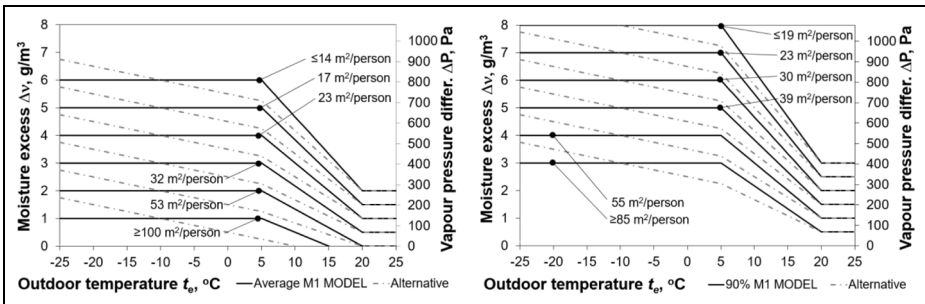 Moisture excess Δν, g/m³
8
7
6
5
4
3
2
1
0
≤14 m²/person
17 m²/person
23 m²/person
32 m²/person
53 m²/person
≥100 m²/person
1000
900
800
700
600
500
400
300
200
100
0
Vapour pressure differ. ΔP, Pa
-25 -20 -15 -10 -5 0 5 10 15 20 25
Outdoor temperature tₑ, ºC
Average M1 MODEL
Alternative
Moisture excess Δν, g/m³
8
7
6
5
4
3
2
1
0
≤19 m²/person
23 m²/person
30 m²/person
39 m²/person
55 m²/person
≥85 m²/person
1000
900
800
700
600
500
400
300
200
100
0
Vapour pressure differ. ΔP, Pa
-25 -20 -15 -10 -5 0 5 10 15 20 25
Outdoor temperature tₑ, ºC
90% M1 MODEL
Alternative